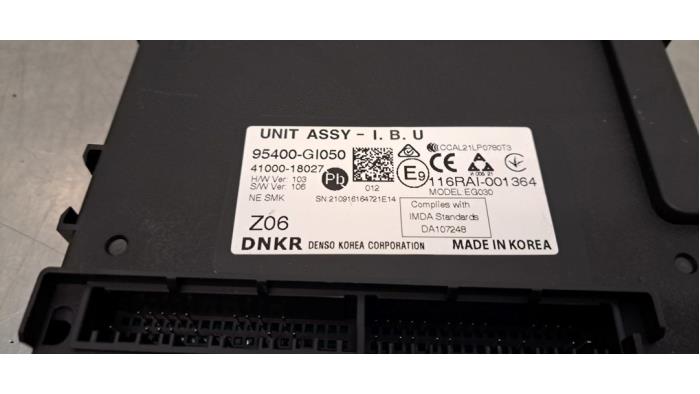 UNIT ASSY - I. B. U
95400-GI050
41000-18027
H/W Ver: 103
S/W Ver: 106
NE SMK
Pb
012
SN:210916164721E14
CCAL21LP0780T3
CE
E9
116RAI-001364
MODEL:EG030
Complies with
IMDA Standards
DA107248
Z06
DNKR DENSO KOREA CORPORATION
MADE IN KOREA